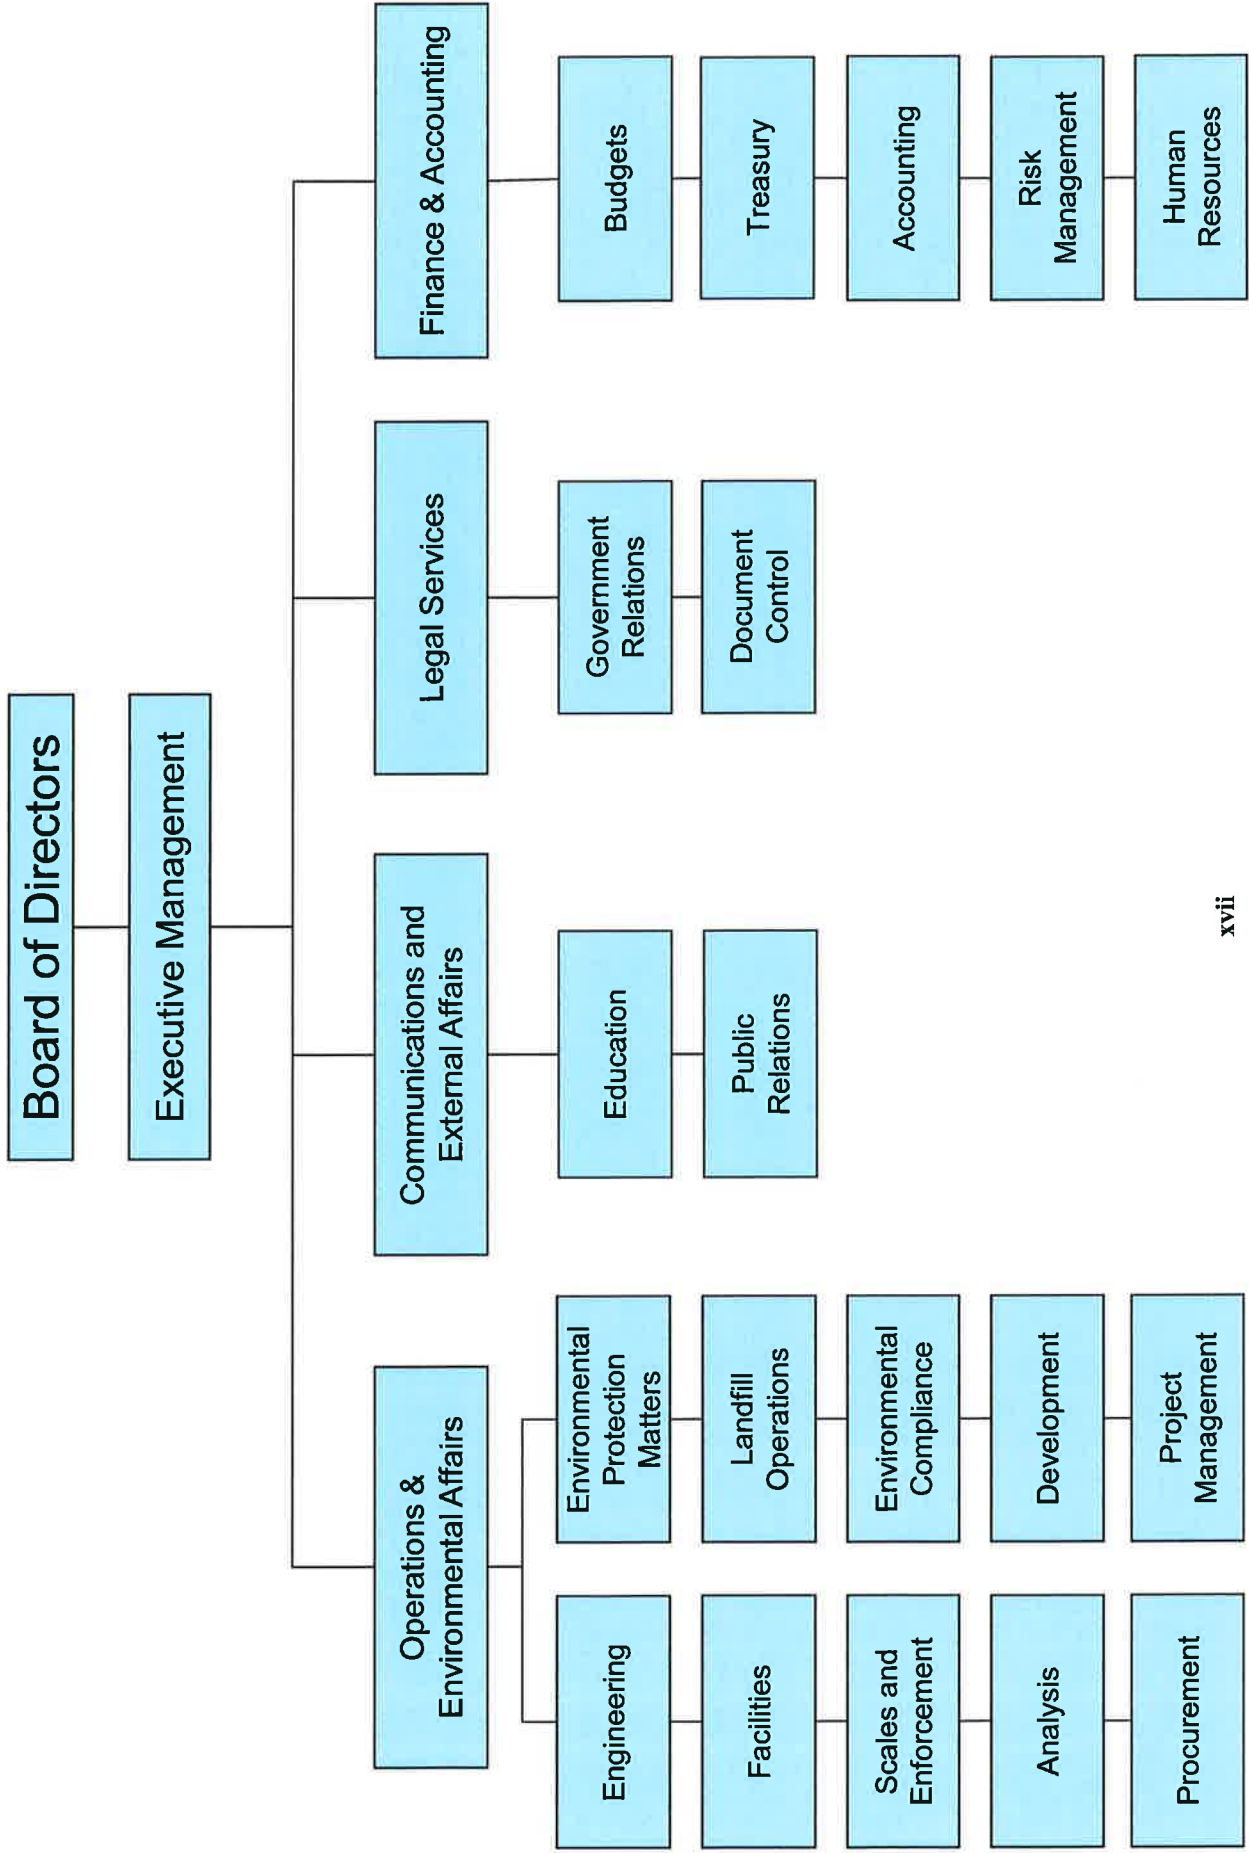 Board of Directors
Executive Management
Operations &
Environmental Affairs
Communications and
External Affairs
Legal Services
Finance & Accounting
Engineering
Facilities
Scales and
Enforcement
Analysis
Procurement
Environmental
Protection
Matters
Landfill
Operations
Environmental
Compliance
Development
Project
Management
Education
Public
Relations
Government
Relations
Document
Control
Budgets
Treasury
Accounting
Risk
Management
Human
Resources
xvii